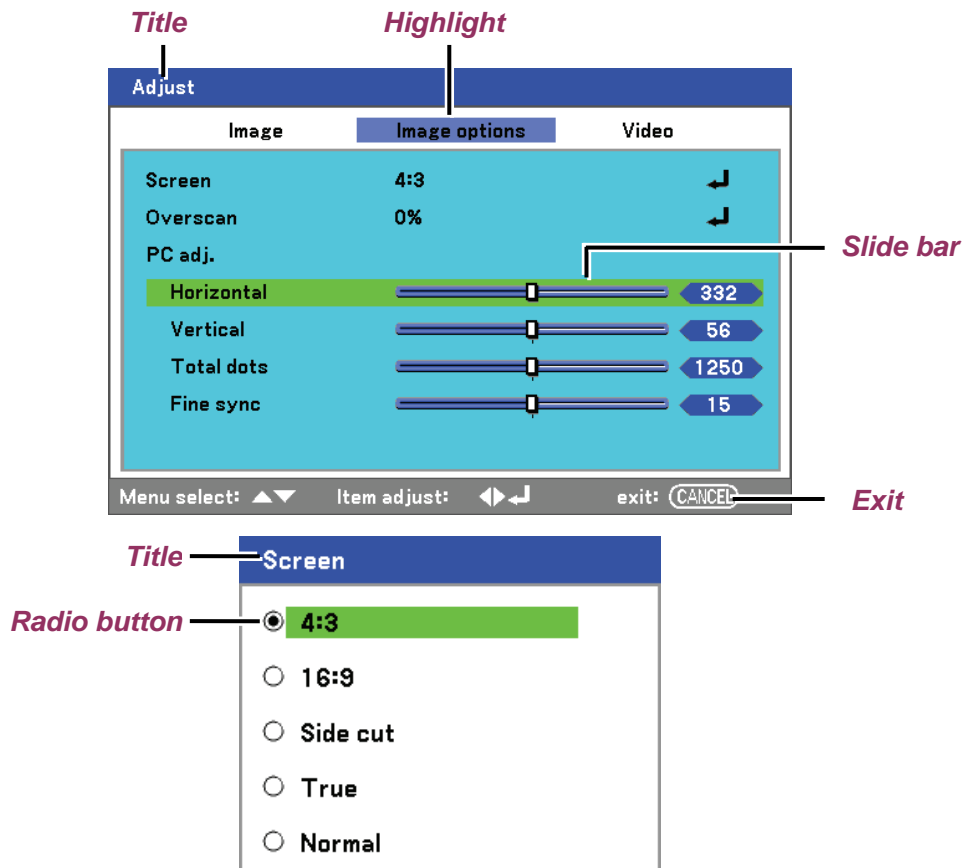 Title Highlight
Adjust
Image Image options Video
Screen 4:3
Overscan 0%
PC adj.
Slide bar
Horizontal 332
Vertical 56
Total dots 1250
Fine sync 15
Menu select: Item adjust: exit: CANCEL
Exit
Title
Screen
Radio button
4:3
16:9
Side cut
True
Normal